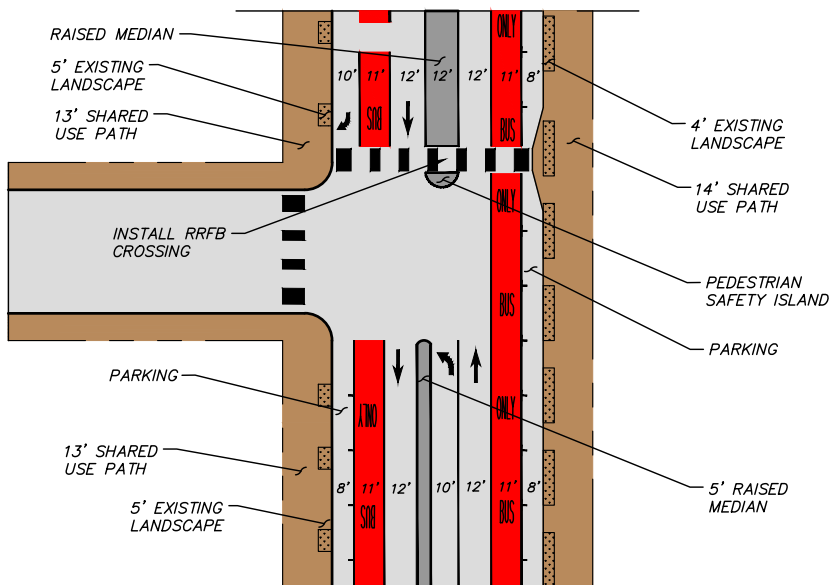 RAISED MEDIAN
5' EXISTING
LANDSCAPE
13' SHARED
USE PATH
10' 11' 12' 12' 12' 11' 8'
ONLY
BUS
BUS
4' EXISTING
LANDSCAPE
14' SHARED
USE PATH
INSTALL RRFB
CROSSING
ONLY
BUS
PEDESTRIAN
SAFETY ISLAND
PARKING
PARKING
ONLY
ONLY
13' SHARED
USE PATH
5' EXISTING
LANDSCAPE
8' 11' 12' 10' 12' 11' 8'
BUS
BUS
5' RAISED
MEDIAN